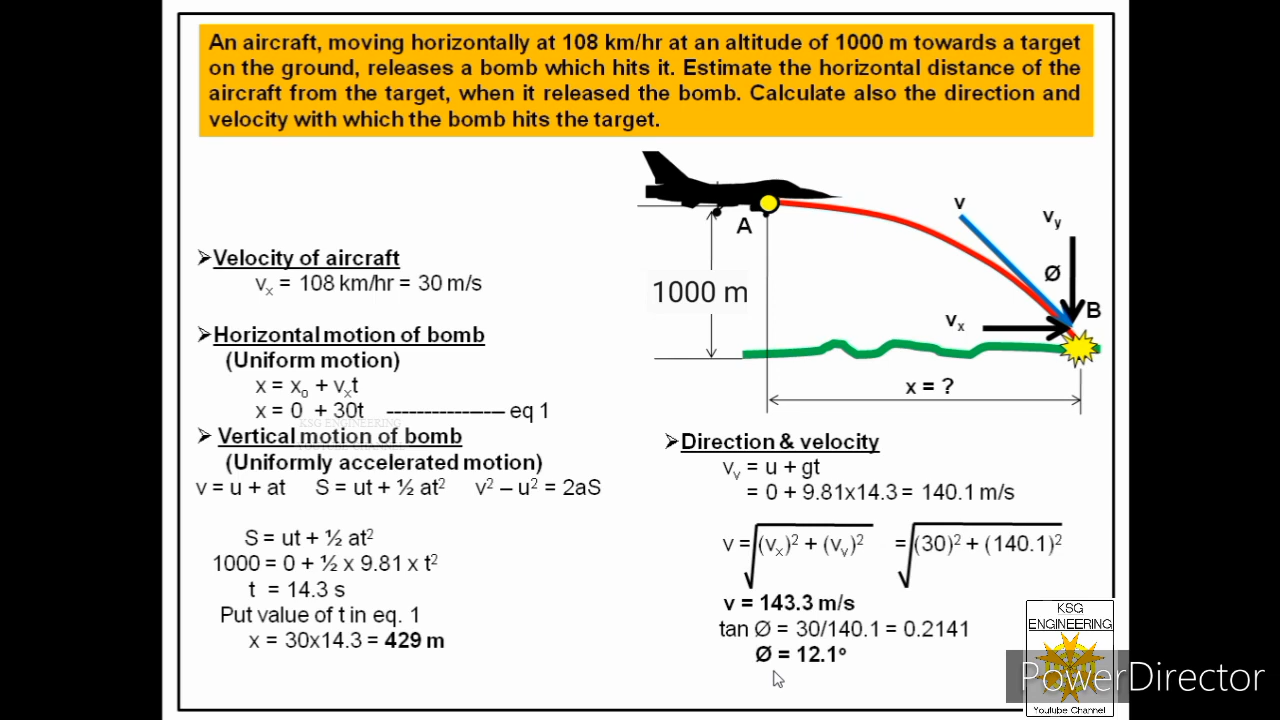 An aircraft, moving horizontally at 108 km/hr at an altitude of 1000 m towards a target
on the ground, releases a bomb which hits it. Estimate the horizontal distance of the
aircraft from the target, when it released the bomb. Calculate also the direction and
velocity with which the bomb hits the target.
➢Velocity of aircraft
vₓ = 108 km/hr = 30 m/s
➢Horizontal motion of bomb
(Uniform motion)
x = x₀ + vₓt
x = 0 + 30t ---------------- eq 1
KSG ENGINEERING
YOUTUBE CHANNEL
➢ Vertical motion of bomb
(Uniformly accelerated motion)
v = u + at S = ut + ½ at² v² – u² = 2aS
S = ut + ½ at²
1000 = 0 + ½ x 9.81 x t²
t = 14.3 s
Put value of t in eq. 1
x = 30x14.3 = 429 m
A
1000 m
v
vy
Ø
B
vₓ
x = ?
➢Direction & velocity
vy = u + gt
= 0 + 9.81x14.3 = 140.1 m/s
v = √(vₓ)² + (vy)² = √(30)² + (140.1)²
v = 143.3 m/s
tan Ø = 30/140.1 = 0.2141
Ø = 12.1º
KSG
ENGINEERING
PowerDirector
Youtube Channel